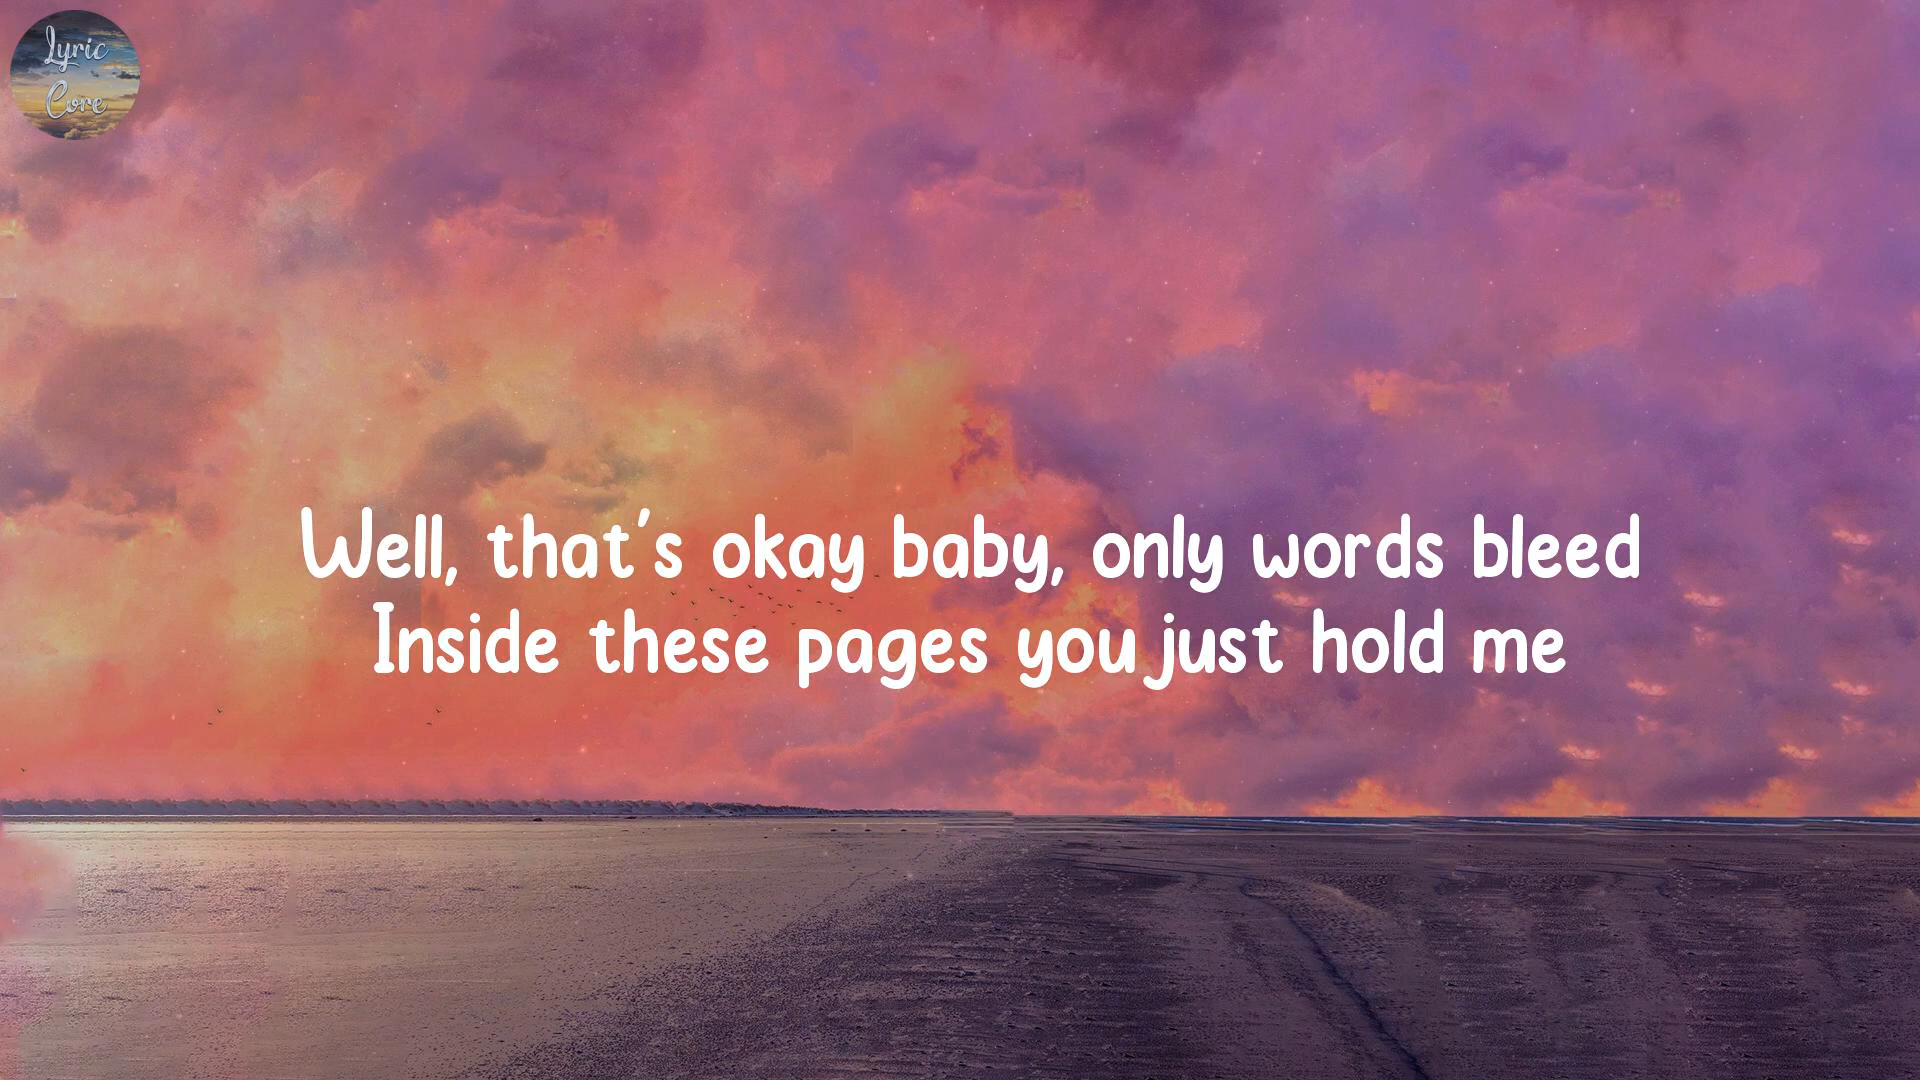 Lyric
Core
Well, that's okay baby, only words bleed
Inside these pages you just hold me